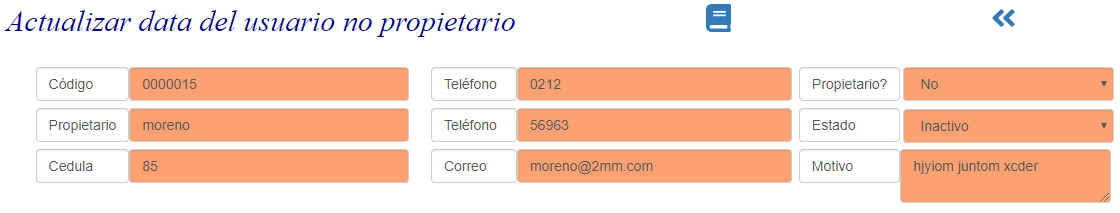 Actualizar data del usuario no propietario
Código 0000015 Teléfono 0212 Propietario? No
Propietario moreno Teléfono 56963 Estado Inactivo
Cedula 85 Correo moreno@2mm.com Motivo hjyiom juntom xcder